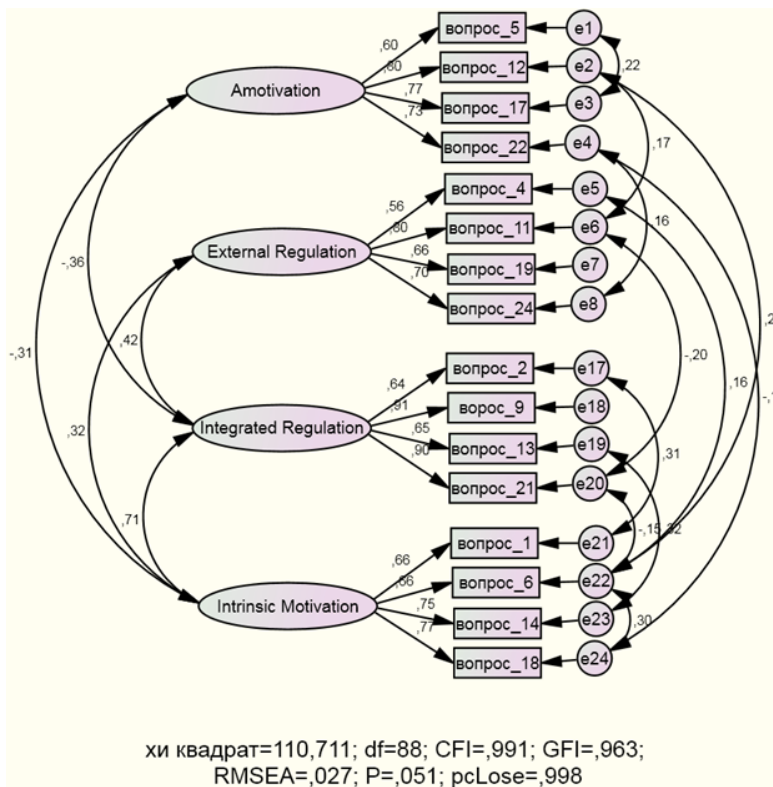 вопрос_5
e1
,60
,22
вопрос_12
e2
,60
Amotivation
,77
вопрос_17
e3
,73
вопрос_22
e4
,17
вопрос_4
e5
,56
вопрос_11
e6
,60
16
External Regulation
,66
вопрос_19
e7
-,36
,70
вопрос_24
e8
,42
-,20
-,31
,16
вопрос_2
e17
,64
ворос_9
e18
,91
Integrated Regulation
,65
вопрос_13
e19
,32
,90
,31
вопрос_21
e20
,71
-,15
32
вопрос_1
e21
,66
вопрос_6
e22
,66
Intrinsic Motivation
,75
вопрос_14
e23
,30
,77
вопрос_18
e24
хи квадрат=110,711; df=88; CFI=,991; GFI=,963;
RMSEA=,027; P=,051; pcLose=,998